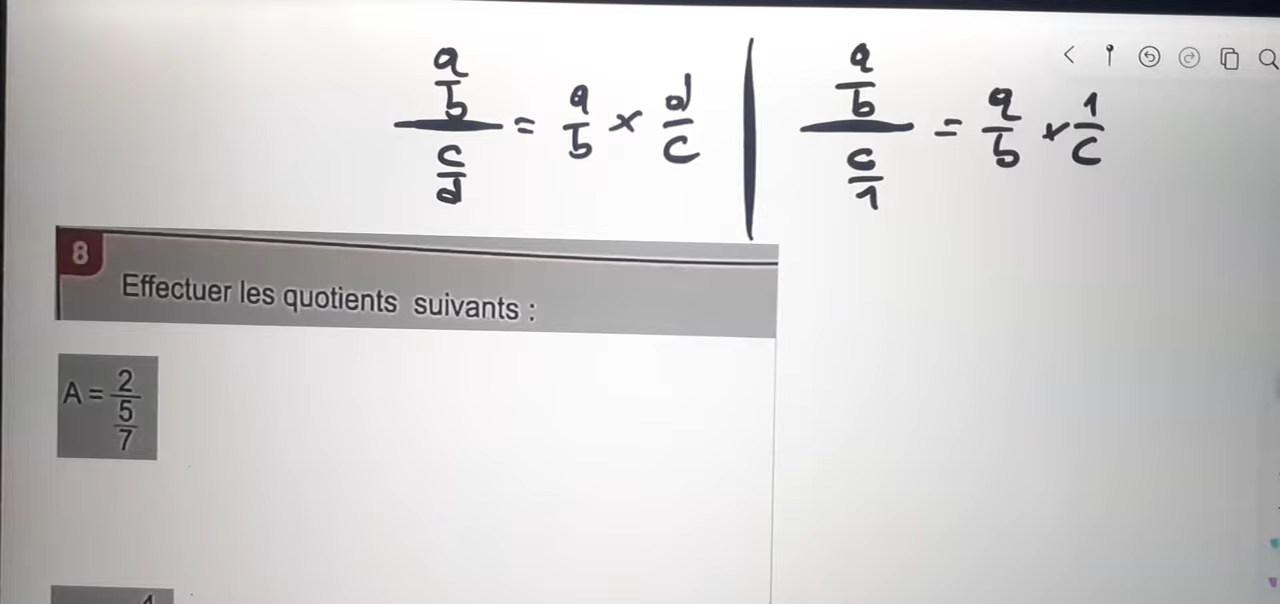 a/b / c/d = a/b × d/c | a/b / c/1 = a/b × 1/c
8
Effectuer les quotients suivants :
A = 2 / 5/7